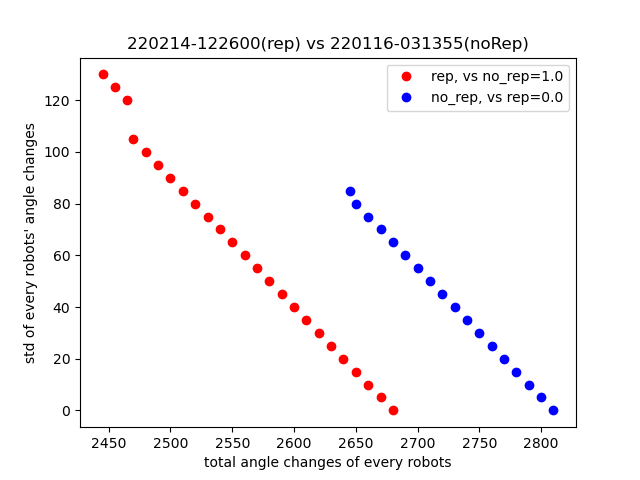 220214-122600(rep) vs 220116-031355(noRep)
rep, vs no_rep=1.0
no_rep, vs rep=0.0
std of every robots' angle changes
120
100
80
60
40
20
0
2450 2500 2550 2600 2650 2700 2750 2800
total angle changes of every robots